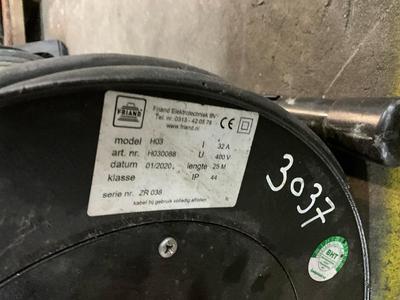 FRIAND
Friand Elektrotechniek BV
Tel. nr. 0313 - 42 05 78
www.friand.nl
CE
model H03 I 32 A
art. nr. H030088 U 400 V
datum 01/2020 lengte 25 M
klasse IP 44
serie nr. ZR 038
kabel bij gebruik volledig afrollen
3037
BMT